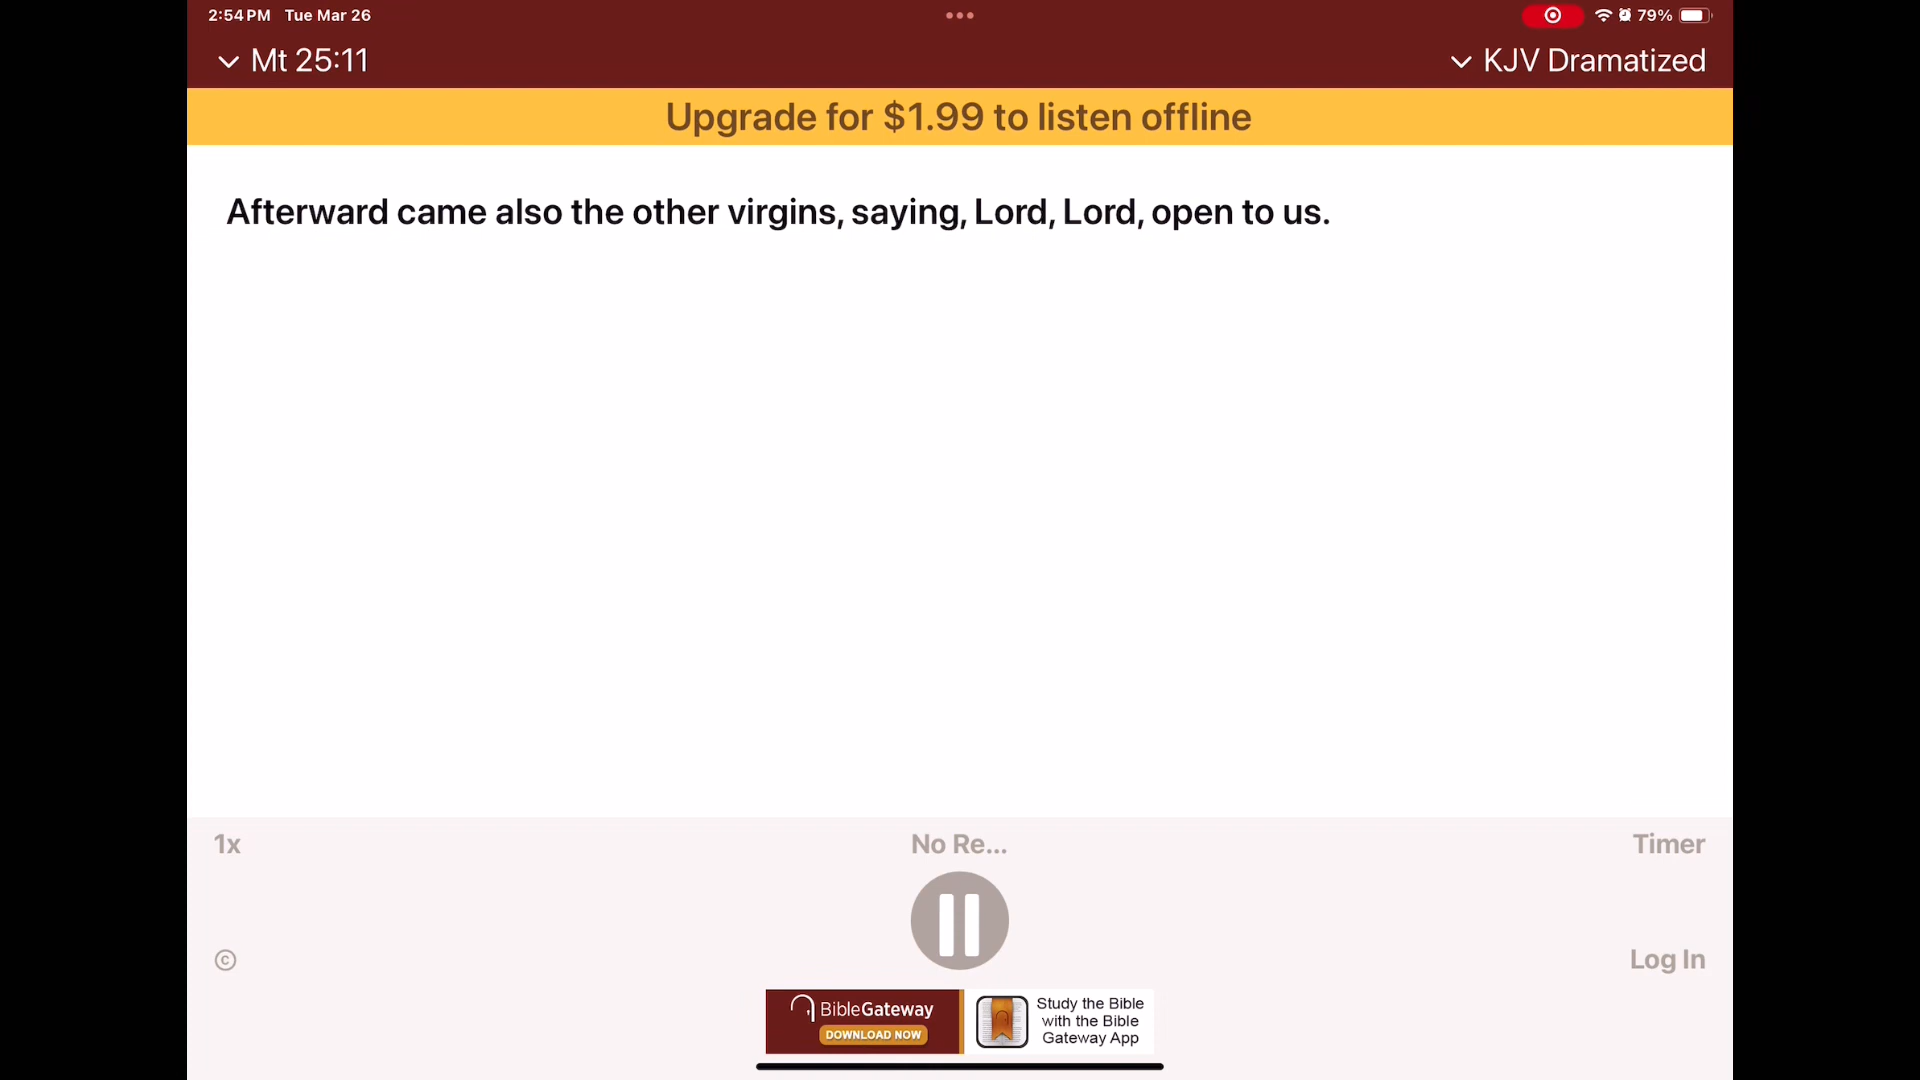 2:54 PM Tue Mar 26
79%
Mt 25:11
KJV Dramatized
Upgrade for $1.99 to listen offline
Afterward came also the other virgins, saying, Lord, Lord, open to us.
1x
No Re...
Timer
©
Log In
BibleGateway
DOWNLOAD NOW
Study the Bible
with the Bible
Gateway App